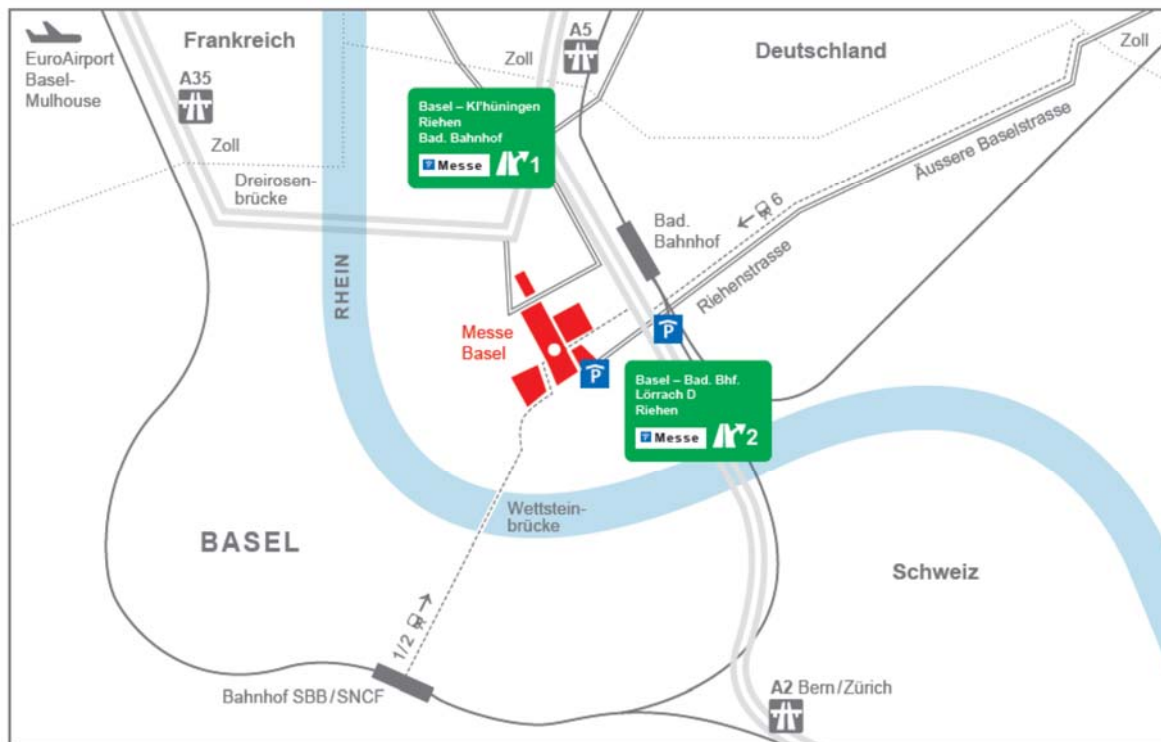 EuroAirport
Basel-
Mulhouse
Frankreich
A35
Zoll
A5
Zoll
Deutschland
Zoll
Basel – Kl'hüningen
Riehen
Bad. Bahnhof
P Messe 1
Dreirosen-
brücke
Äussere Baselstrasse
6
Bad.
Bahnhof
Riehenstrasse
RHEIN
Messe
Basel
P
P
Basel – Bad. Bhf.
Lörrach D
Riehen
P Messe 2
Wettstein-
brücke
BASEL
Schweiz
1/2
Bahnhof SBB/SNCF
A2 Bern/Zürich